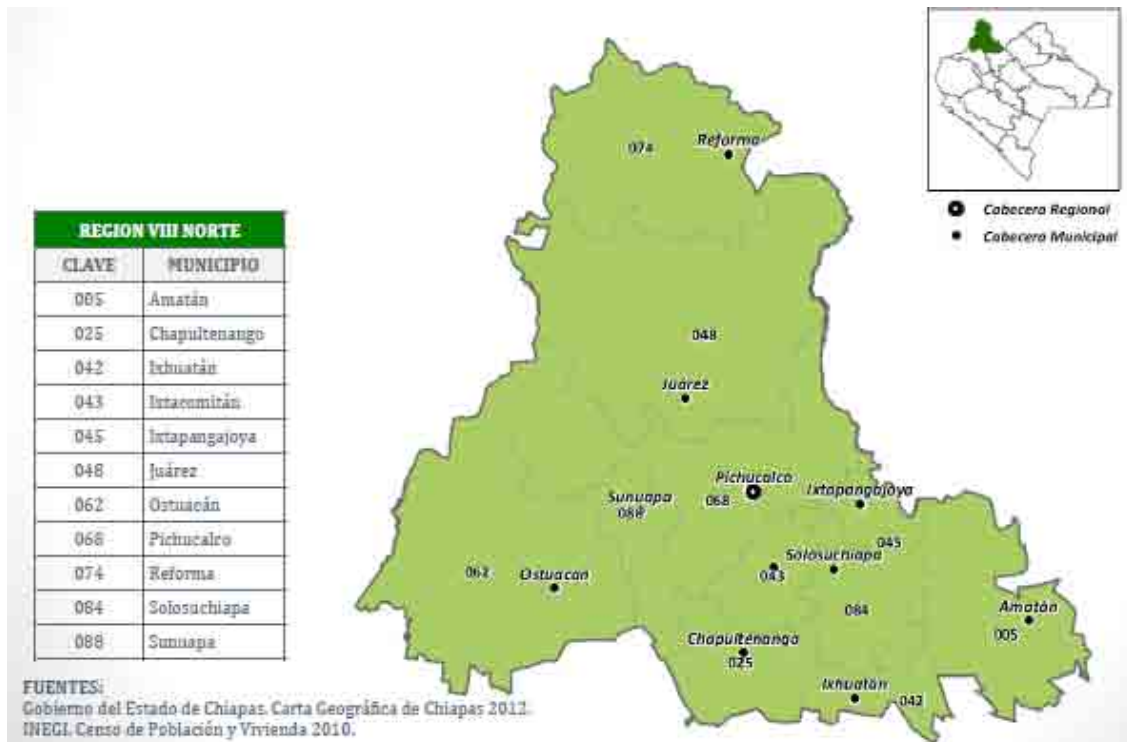 REGION VIII NORTE
CLAVE MUNICIPIO
005 Amatán
025 Chapultenango
042 Ixhuatán
043 Ixtacomitán
045 Ixtapangajoya
048 Juárez
062 Ostuacán
068 Pichucalco
074 Reforma
084 Solosuchiapa
088 Sunuapa
FUENTES:
Gobierno del Estado de Chiapas. Carta Geográfica de Chiapas 2012.
INEGI. Censo de Población y Vivienda 2010.
Cabecera Regional
Cabecera Municipal
Reforma
074
048
Juárez
Pichucalco
068
Ixtapangajoya
Sunuapa
088
045
Solosuchiapa
043
062
Ostuacan
084
Amatán
005
Chapultenango
025
Ixhuatán
042